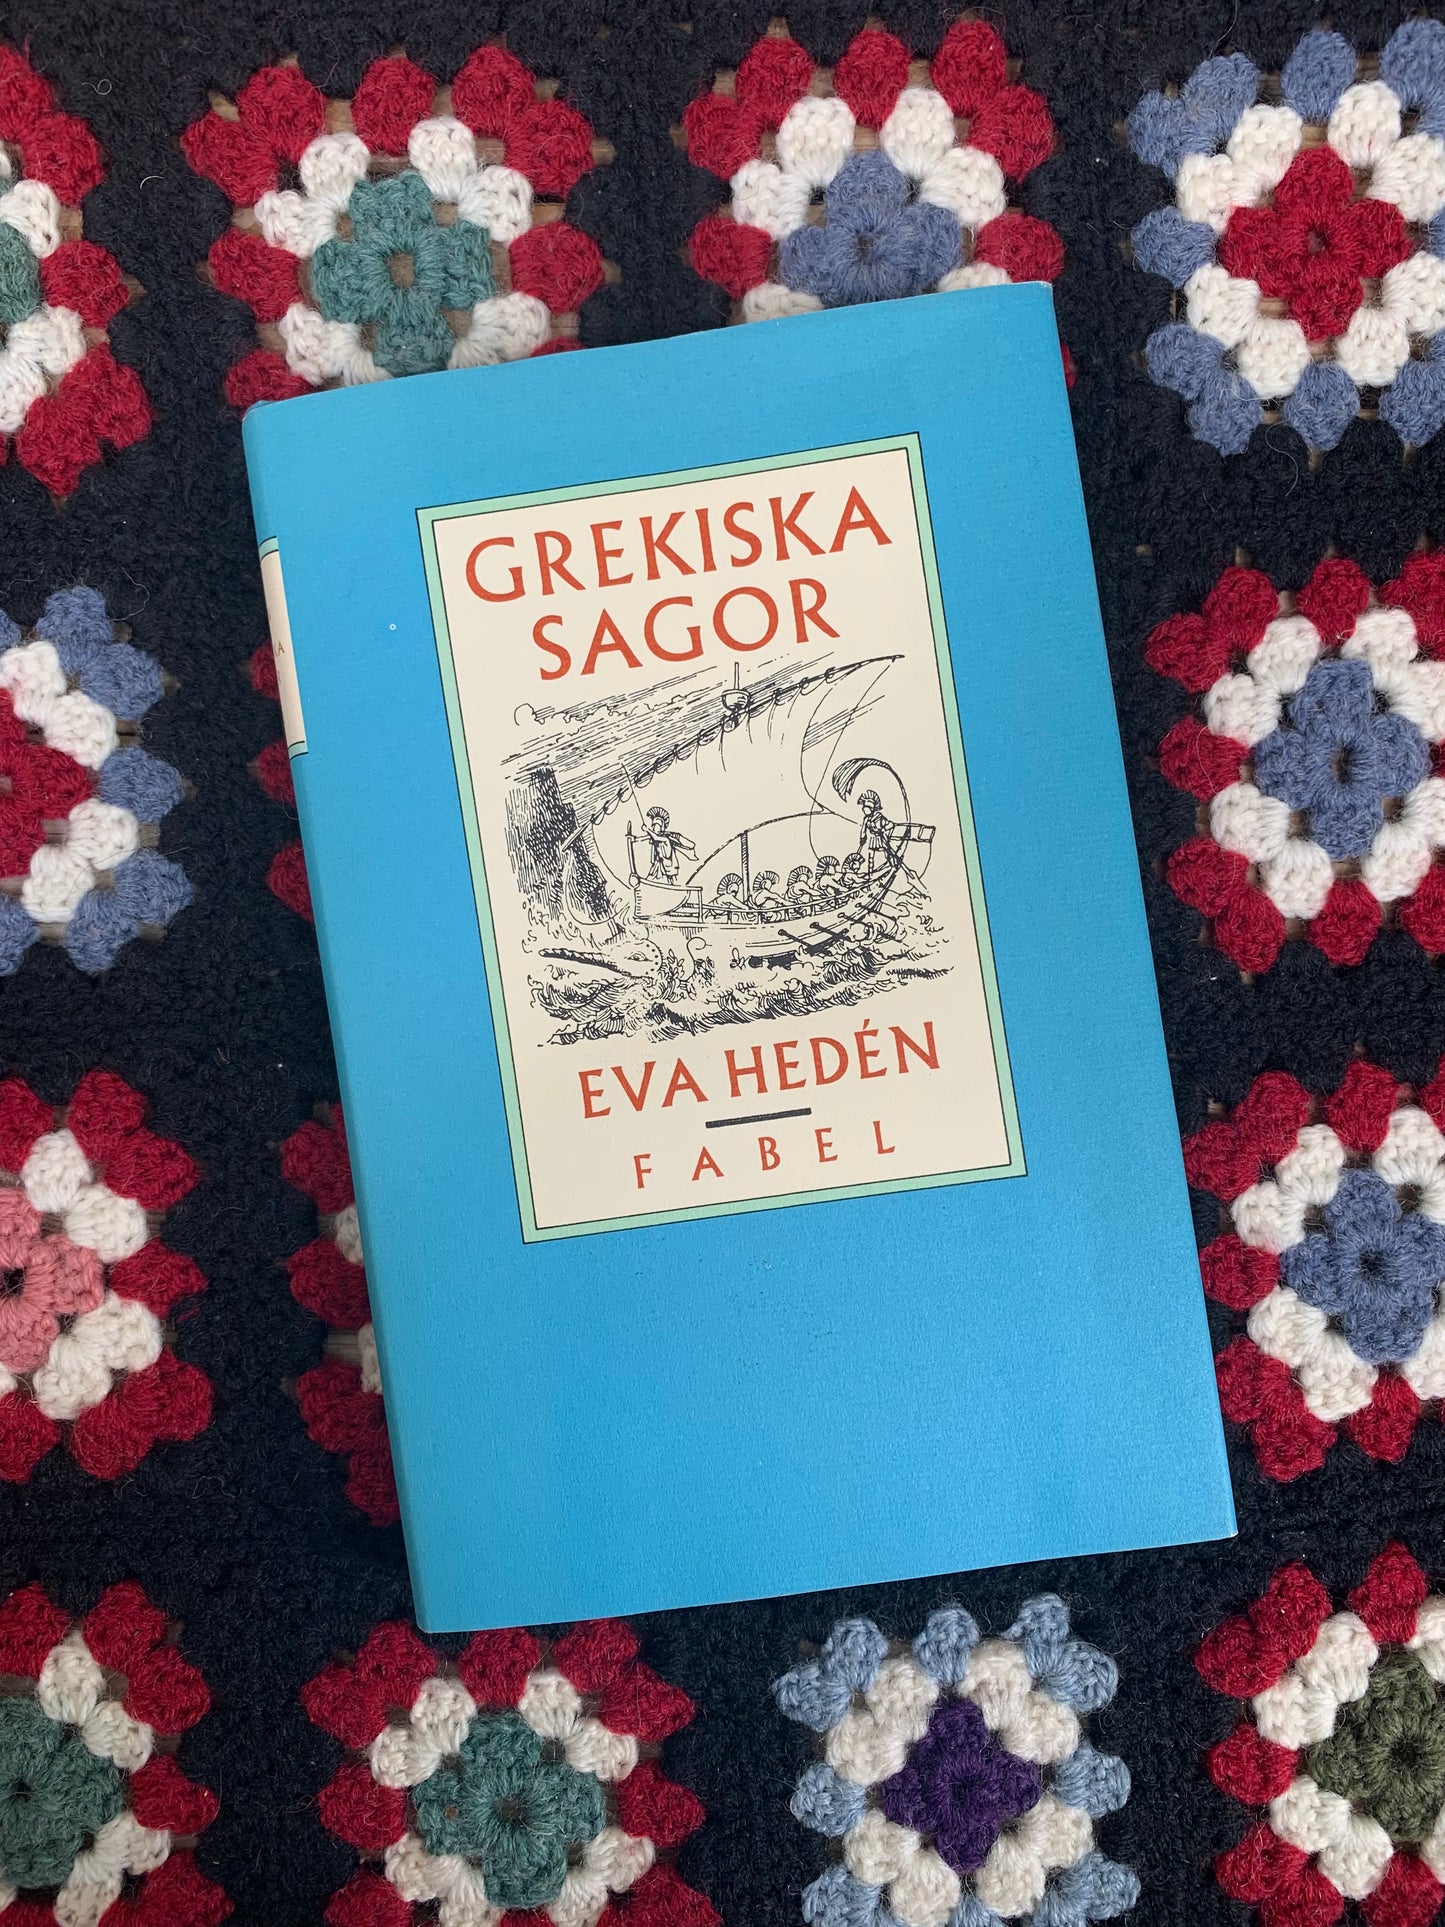 GREKISKA
SAGOR
EVA HEDÉN
FABEL